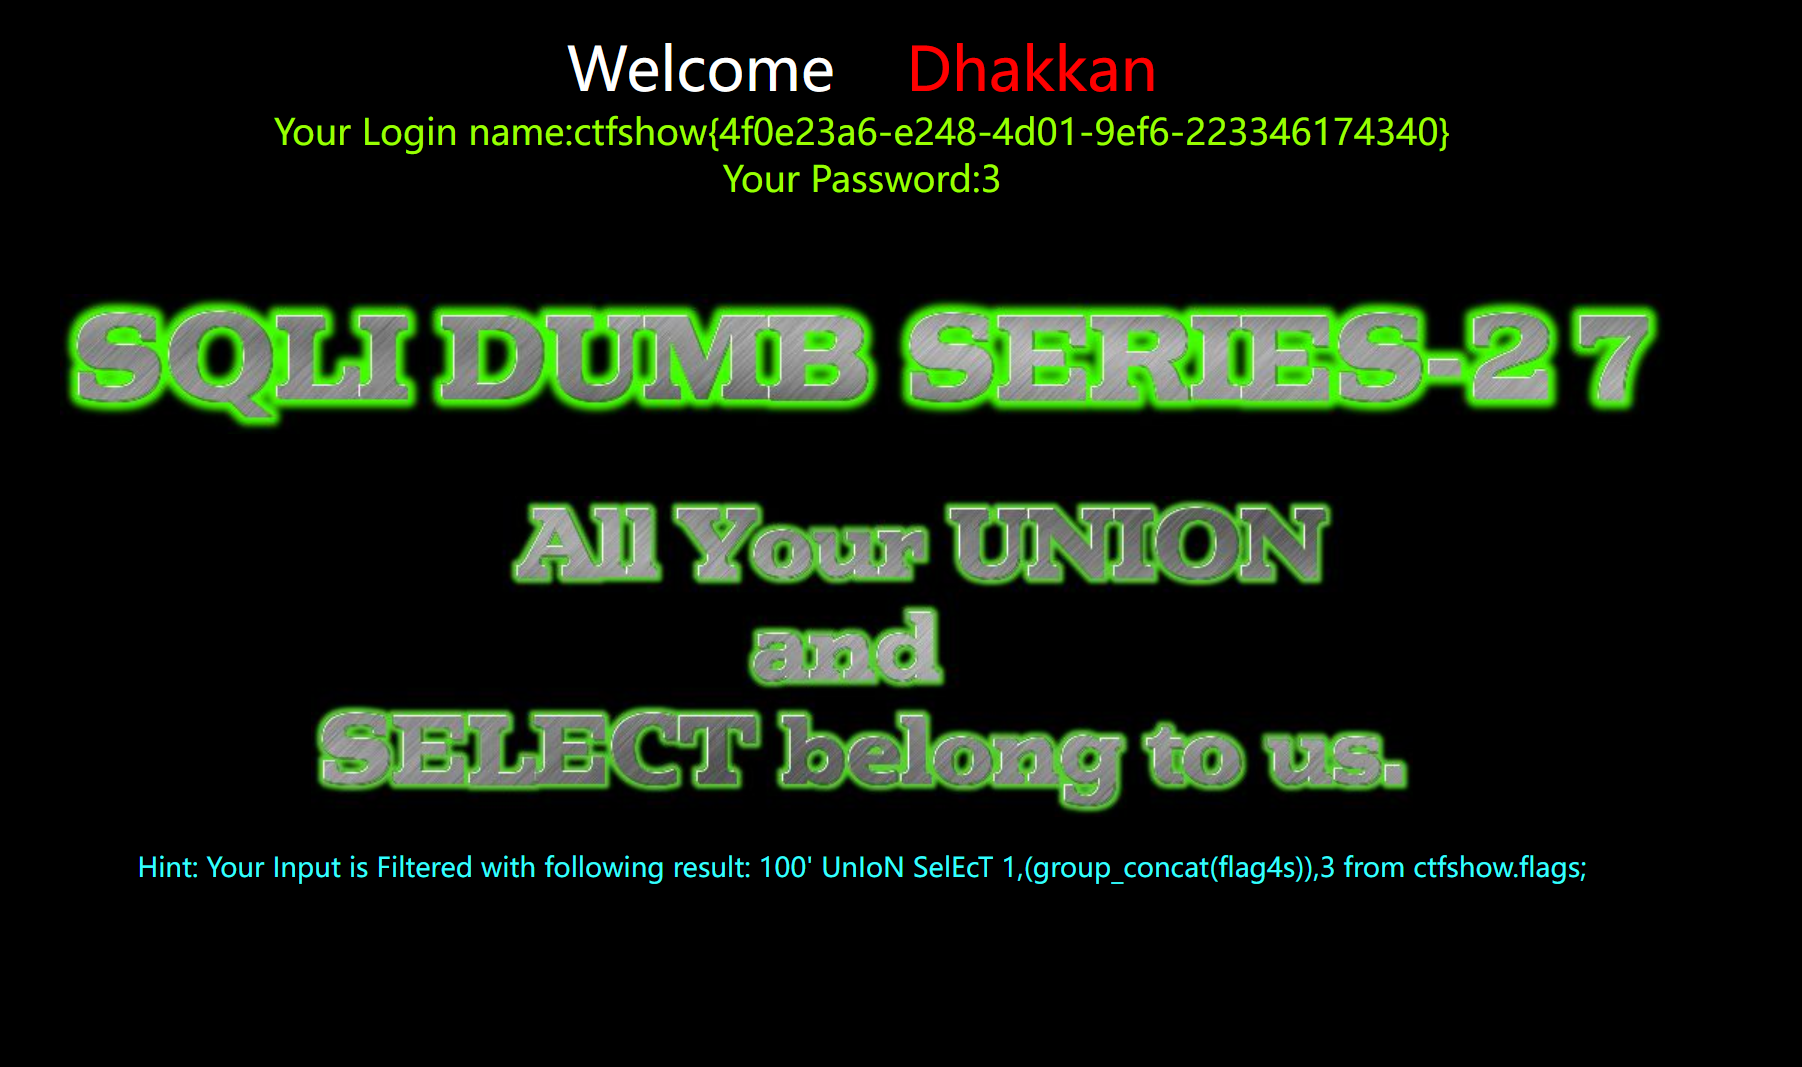 Welcome Dhakkan
Your Login name:ctfshow{4f0e23a6-e248-4d01-9ef6-223346174340}
Your Password:3
SQLI DUMB SERIES-27
All Your UNION
and
SELECT belong to us.
Hint: Your Input is Filtered with following result: 100' UnIoN SelEcT 1,(group_concat(flag4s)),3 from ctfshow.flags;